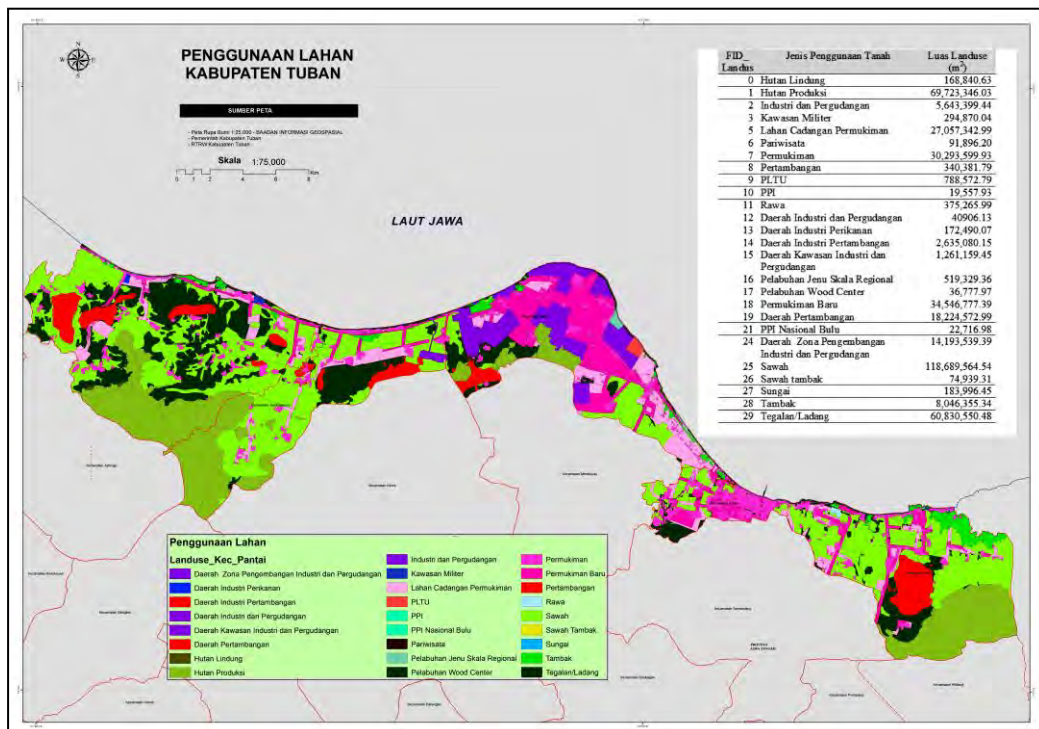 N
W E
S
PENGGUNAAN LAHAN
KABUPATEN TUBAN
SUMBER PETA
- Peta Rupa Bumi 1:25.000 - BAADAN INFORMASI GEOSPASIAL
- Pemerintah Kabupaten Tuban
- RTRW Kabupaten Tuban
Skala 1:75,000
0 1 2 4 6 8
Km
LAUT JAWA
FID_ Jenis Penggunaan Tanah Luas Landuse
Landus (m²)
0 Hutan Lindung 168,840.63
1 Hutan Produksi 69,723,346.03
2 Industri dan Pergudangan 5,643,399.44
3 Kawasan Militer 294,870.04
5 Lahan Cadangan Permukiman 27,057,342.99
6 Pariwisata 91,896.20
7 Permukiman 30,293,599.93
8 Pertambangan 340,381.79
9 PLTU 788,572.79
10 PPI 19,557.93
11 Rawa 375,265.99
12 Daerah Industri dan Pergudangan 40906.13
13 Daerah Industri Perikanan 172,490.07
14 Daerah Industri Pertambangan 2,635,080.15
15 Daerah Kawasan Industri dan 1,261,159.45
Pergudangan
16 Pelabuhan Jenu Skala Regional 519,329.36
17 Pelabuhan Wood Center 36,777.97
18 Permukiman Baru 34,546,777.39
19 Daerah Pertambangan 18,224,572.99
21 PPI Nasional Bulu 22,716.98
24 Daerah Zona Pengembangan 14,193,539.39
Industri dan Pergudangan
25 Sawah 118,689,564.54
26 Sawah tambak 74,939.31
27 Sungai 183,996.45
28 Tambak 8,046,355.34
29 Tegalan/Ladang 60,830,550.48
Penggunaan Lahan
Landuse_Kec_Pantai
Daerah Zona Pengembangan Industri dan Pergudangan
Daerah Industri Perikanan
Daerah Industri Pertambangan
Daerah Industri dan Pergudangan
Daerah Kawasan Industri dan Pergudangan
Daerah Pertambangan
Hutan Lindung
Hutan Produksi
Industri dan Pergudangan
Kawasan Militer
Lahan Cadangan Permukiman
PLTU
PPI
PPI Nasional Bulu
Pariwisata
Pelabuhan Jenu Skala Regional
Pelabuhan Wood Center
Permukiman
Permukiman Baru
Pertambangan
Rawa
Sawah
Sawah Tambak
Sungai
Tambak
Tegalan/Ladang